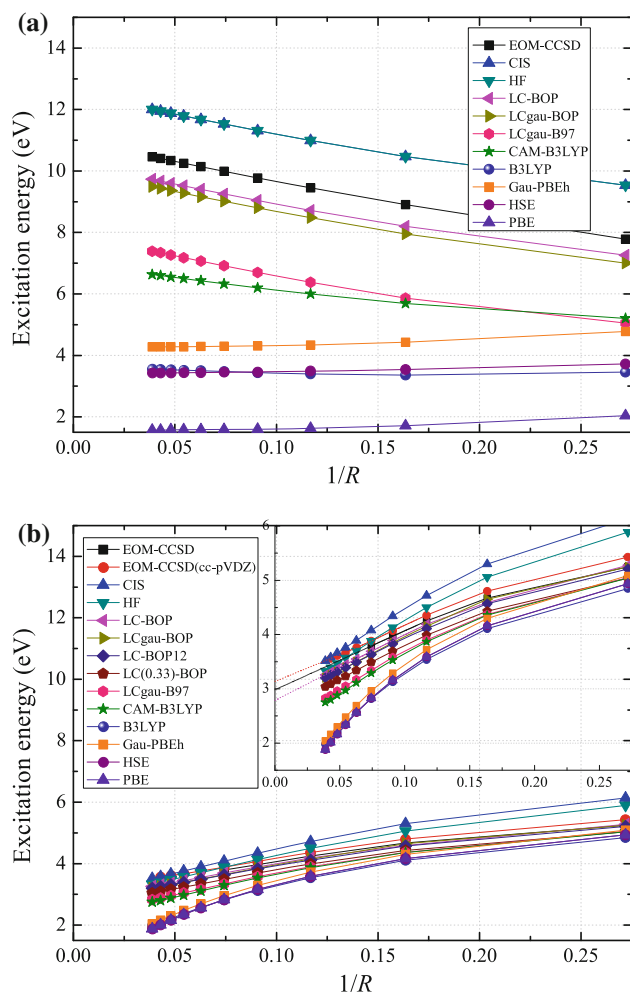 (a)
14
12
10
8
6
4
2
Excitation energy (eV)
EOM-CCSD
CIS
HF
LC-BOP
LCgau-BOP
LCgau-B97
CAM-B3LYP
B3LYP
Gau-PBEh
HSE
PBE
0.00 0.05 0.10 0.15 0.20 0.25
1/R
(b)
14
12
10
8
6
4
2
Excitation energy (eV)
EOM-CCSD
EOM-CCSD(cc-pVDZ)
CIS
HF
LC-BOP
LCgau-BOP
LC-BOP12
LC(0.33)-BOP
LCgau-B97
CAM-B3LYP
B3LYP
Gau-PBEh
HSE
PBE
6
5
4
3
2
0.00 0.05 0.10 0.15 0.20 0.25
0.00 0.05 0.10 0.15 0.20 0.25
1/R